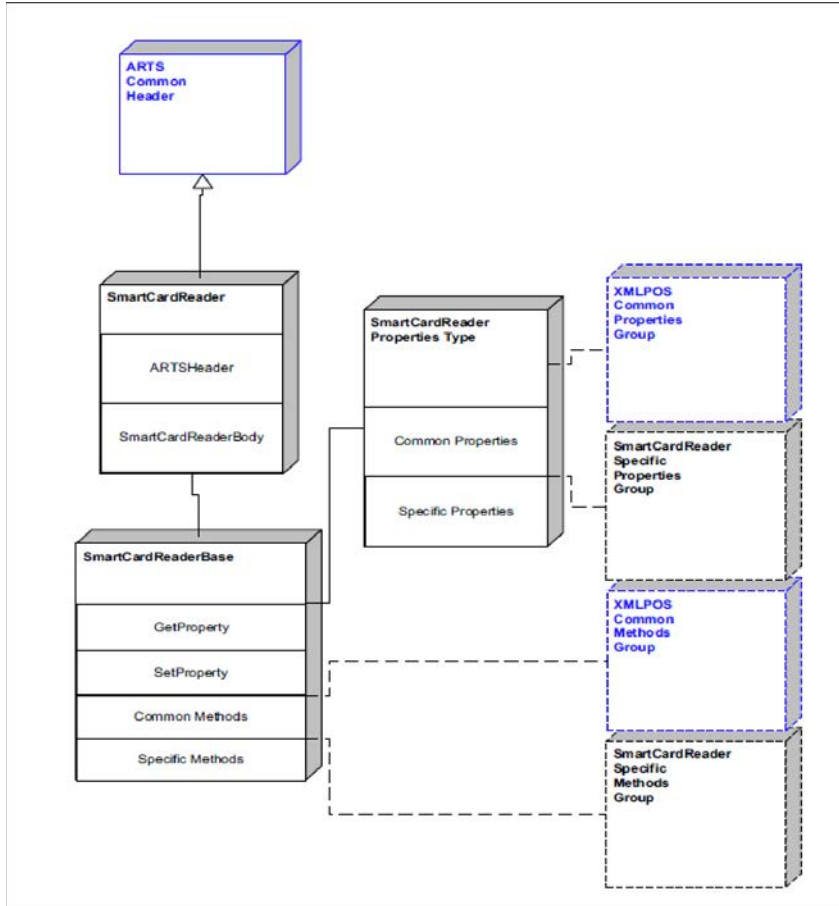 ARTS
Common
Header
SmartCardReader
ARTSHeader
SmartCardReaderBody
SmartCardReaderBase
GetProperty
SetProperty
Common Methods
Specific Methods
SmartCardReader
Properties Type
Common Properties
Specific Properties
XMLPOS
Common
Properties
Group
SmartCardReader
Specific
Properties
Group
XMLPOS
Common
Methods
Group
SmartCardReader
Specific
Methods
Group